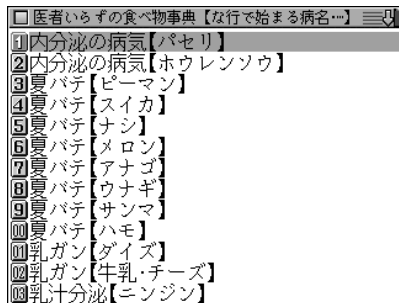 医者いらずの食べ物事典【な行で始まる病名…】
1内分泌の病気【パセリ】
2内分泌の病気【ホウレンソウ】
3夏バテ【ピーマン】
4夏バテ【スイカ】
5夏バテ【ナシ】
6夏バテ【メロン】
7夏バテ【アナゴ】
8夏バテ【ウナギ】
9夏バテ【サンマ】
00夏バテ【ハモ】
01乳ガン【ダイズ】
02乳ガン【牛乳・チーズ】
03乳汁分泌【ニンジン】